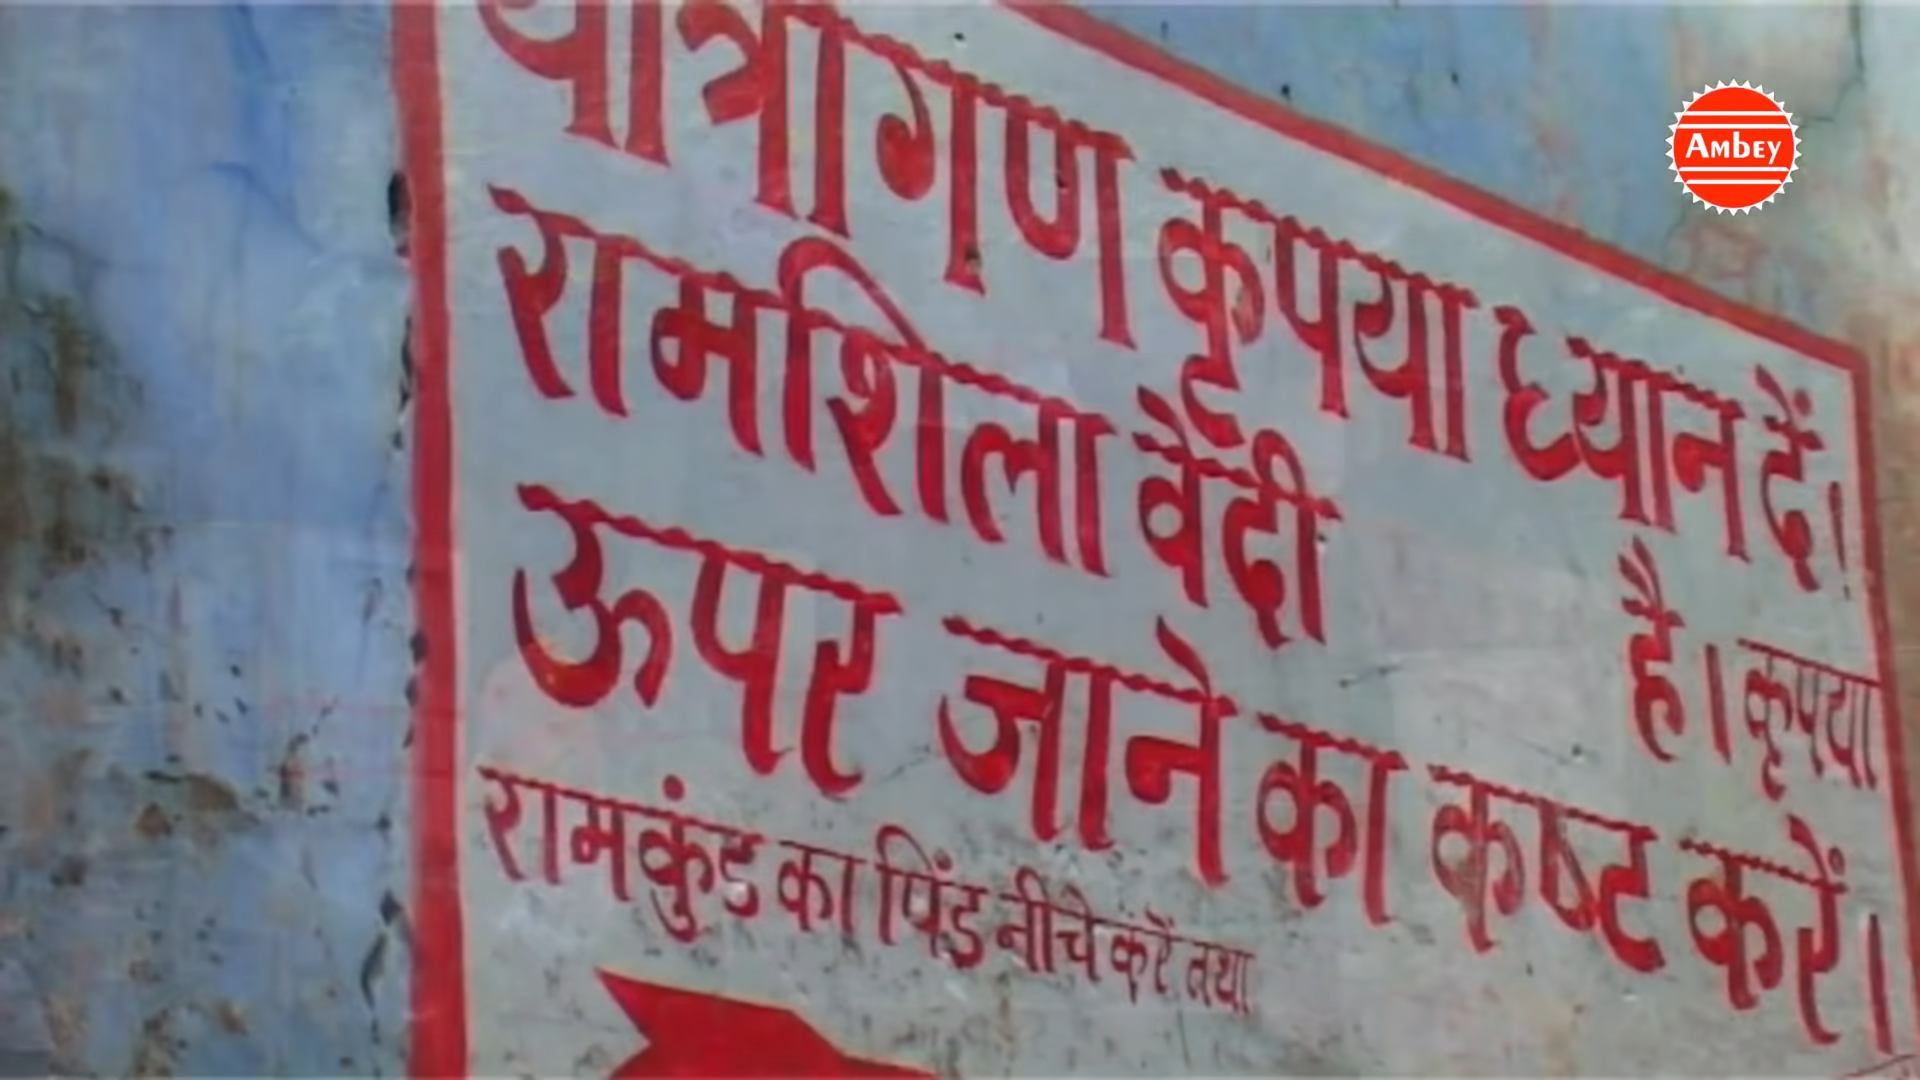 यात्रीगण कृपया ध्यान दें।
रामशिला वेदी है। कृपया
ऊपर जाने का कष्ट करें।
रामकुंड का पिंड नीचे करें तथा
AMBEY